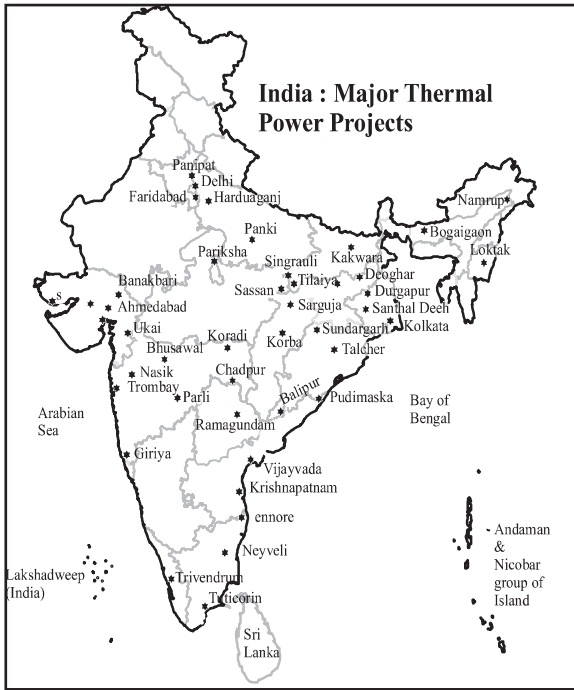 India : Major Thermal
Power Projects
Panipat
Delhi
Faridabad
Harduaganj
Namrup
Panki
Bogaigaon
Pariksha
Kakwara
Loktak
Singrauli
Deoghar
Banakbari
Sassan
Tilaiya
Durgapur
s
Ahmedabad
Sarguja
Santhal Deeh
Ukai
Koradi
Korba
Sundargarh
Kolkata
Bhusawal
Talcher
Nasik
Chadpur
Trombay
Parli
Balipur
Pudimaska
Arabian
Sea
Bay of
Bengal
Ramagundam
Giriya
Vijayvada
Krishnapatnam
ennore
Andaman
&
Nicobar
group of
Island
Neyveli
Lakshadweep
(India)
Trivendrum
Tuticorin
Sri
Lanka